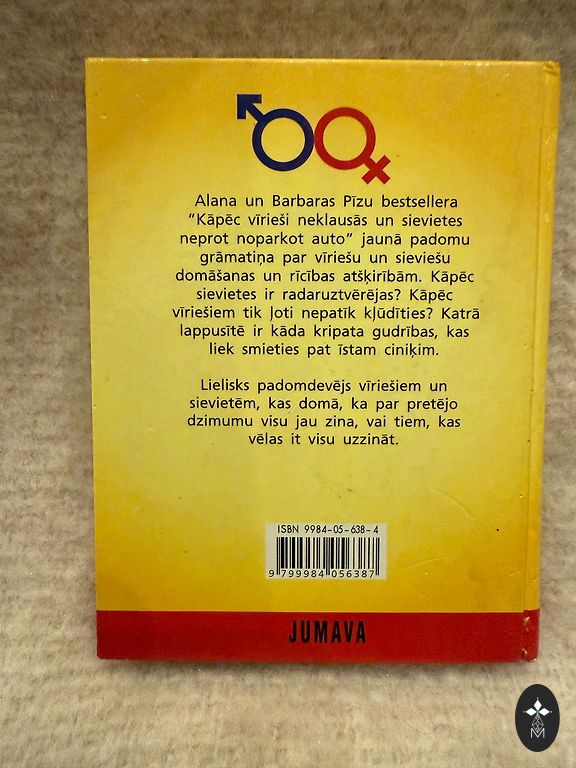 Alana un Barbaras Pīzu bestsellera
"Kāpēc vīrieši neklausās un sievietes
neprot noparkot auto" jaunā padomu
grāmatiņa par vīriešu un sieviešu
domāšanas un rīcības atšķirībām. Kāpēc
sievietes ir radaruztvērējas? Kāpēc
vīriešiem tik ļoti nepatīk kļūdīties? Katrā
lappusītē ir kāda kripata gudrības, kas
liek smieties pat īstam ciniķim.
Lielisks padomdevējs vīriešiem un
sievietēm, kas domā, ka par pretējo
dzimumu visu jau zina, vai tiem, kas
vēlas it visu uzzināt.
ISBN 9984-05-638-4
9 799984 056387
JUMAVA
M